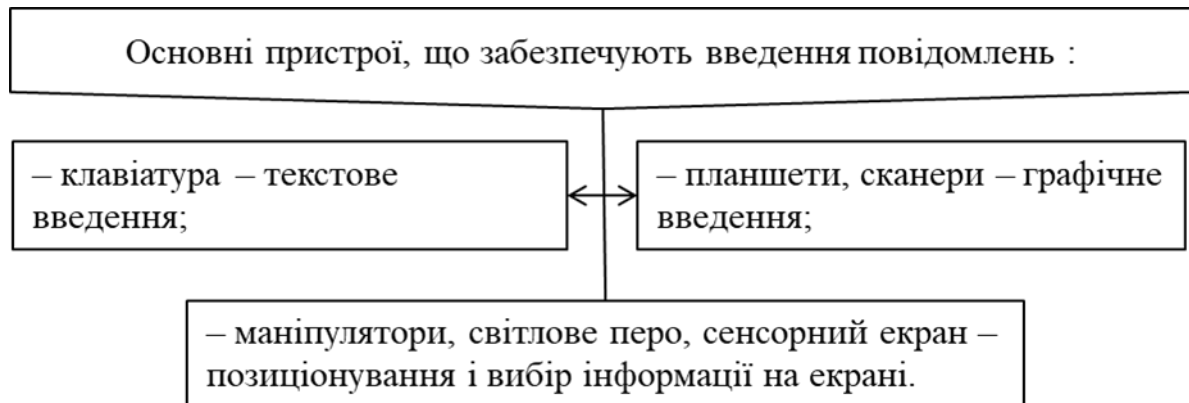 Основні пристрої, що забезпечують введення повідомлень :
– клавіатура – текстове
введення;
– планшети, сканери – графічне
введення;
– маніпулятори, світлове перо, сенсорний екран –
позиціонування і вибір інформації на екрані.